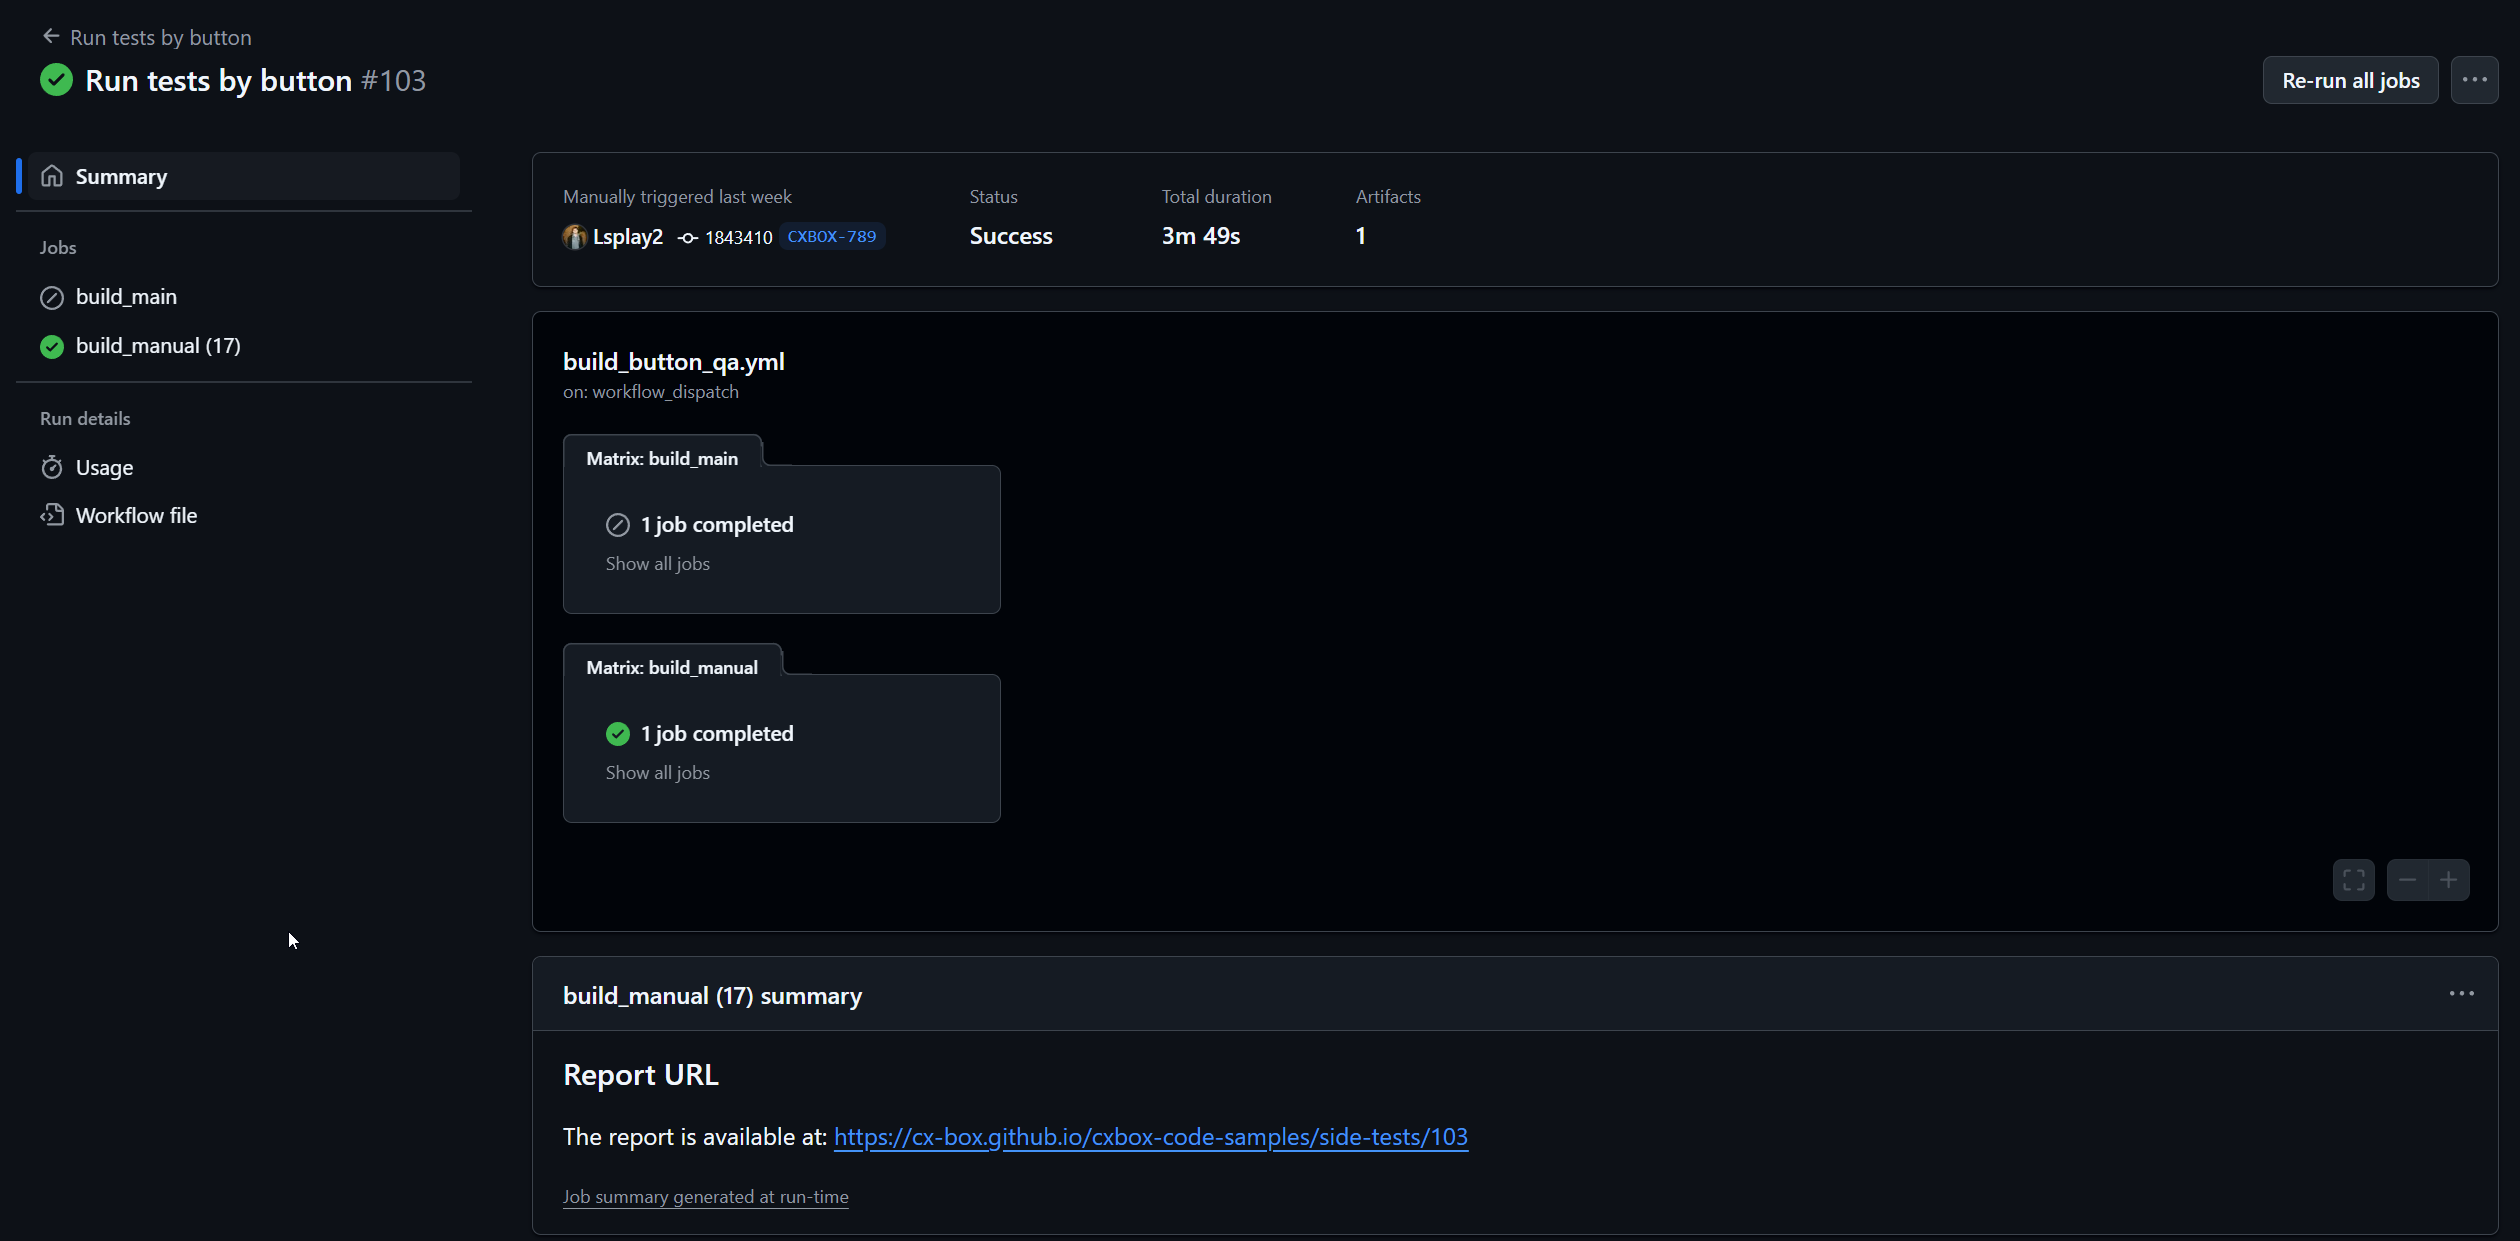 Run tests by button
Run tests by button #103
Re-run all jobs
Summary
Jobs
build_main
build_manual (17)
Run details
Usage
Workflow file
Manually triggered last week
Lsplay2 1843410 CXBOX-789
Status
Success
Total duration
3m 49s
Artifacts
1
build_button_qa.yml
on: workflow_dispatch
Matrix: build_main
1 job completed
Show all jobs
Matrix: build_manual
1 job completed
Show all jobs
build_manual (17) summary
Report URL
The report is available at: https://cx-box.github.io/cxbox-code-samples/side-tests/103
Job summary generated at run-time